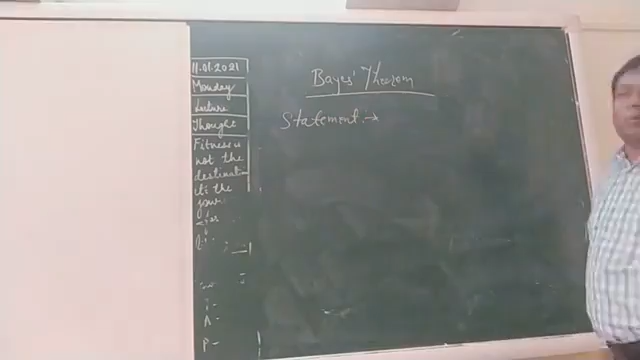 11.01.2021
Monday
Lecture
Thought
Fitness is
not the
destination
it's the
Bayes' Theorem
Statement :→